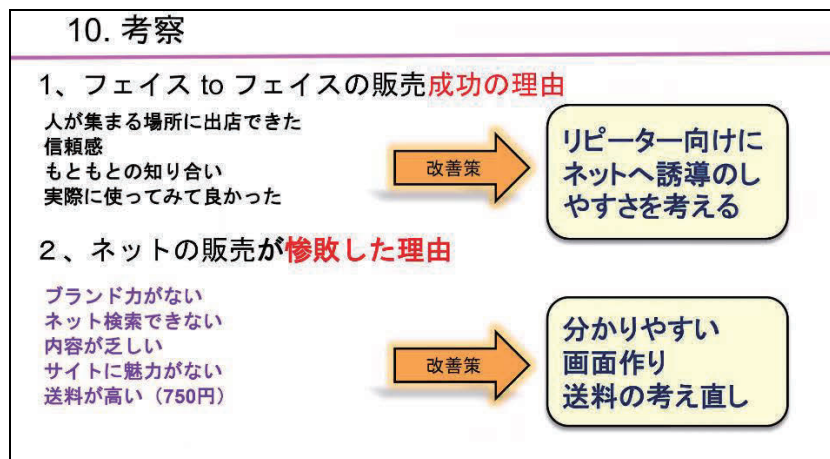 10. 考察
1、フェイス to フェイスの販売成功の理由
人が集まる場所に出店できた
信頼感
もともとの知り合い
実際に使ってみて良かった
改善策
リピーター向けに
ネットへ誘導のし
やすさを考える
2、ネットの販売が惨敗した理由
ブランド力がない
ネット検索できない
内容が乏しい
サイトに魅力がない
送料が高い（750円）
改善策
分かりやすい
画面作り
送料の考え直し